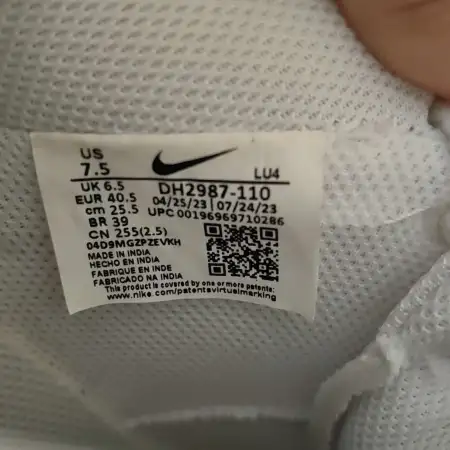 US
7.5
LU4
UK 6.5
DH2987-110
EUR 40.5
04/25/23 07/24/23
cm 25.5
UPC 00196969710286
BR 39
CN 255(2.5)
04D9MGZPZEVKH
MADE IN INDIA
HECHO EN INDIA
FABRIQUE EN INDE
FABRICADO NA INDIA
This product is covered by one or more patents:
www.nike.com/patentsvirtualmarking